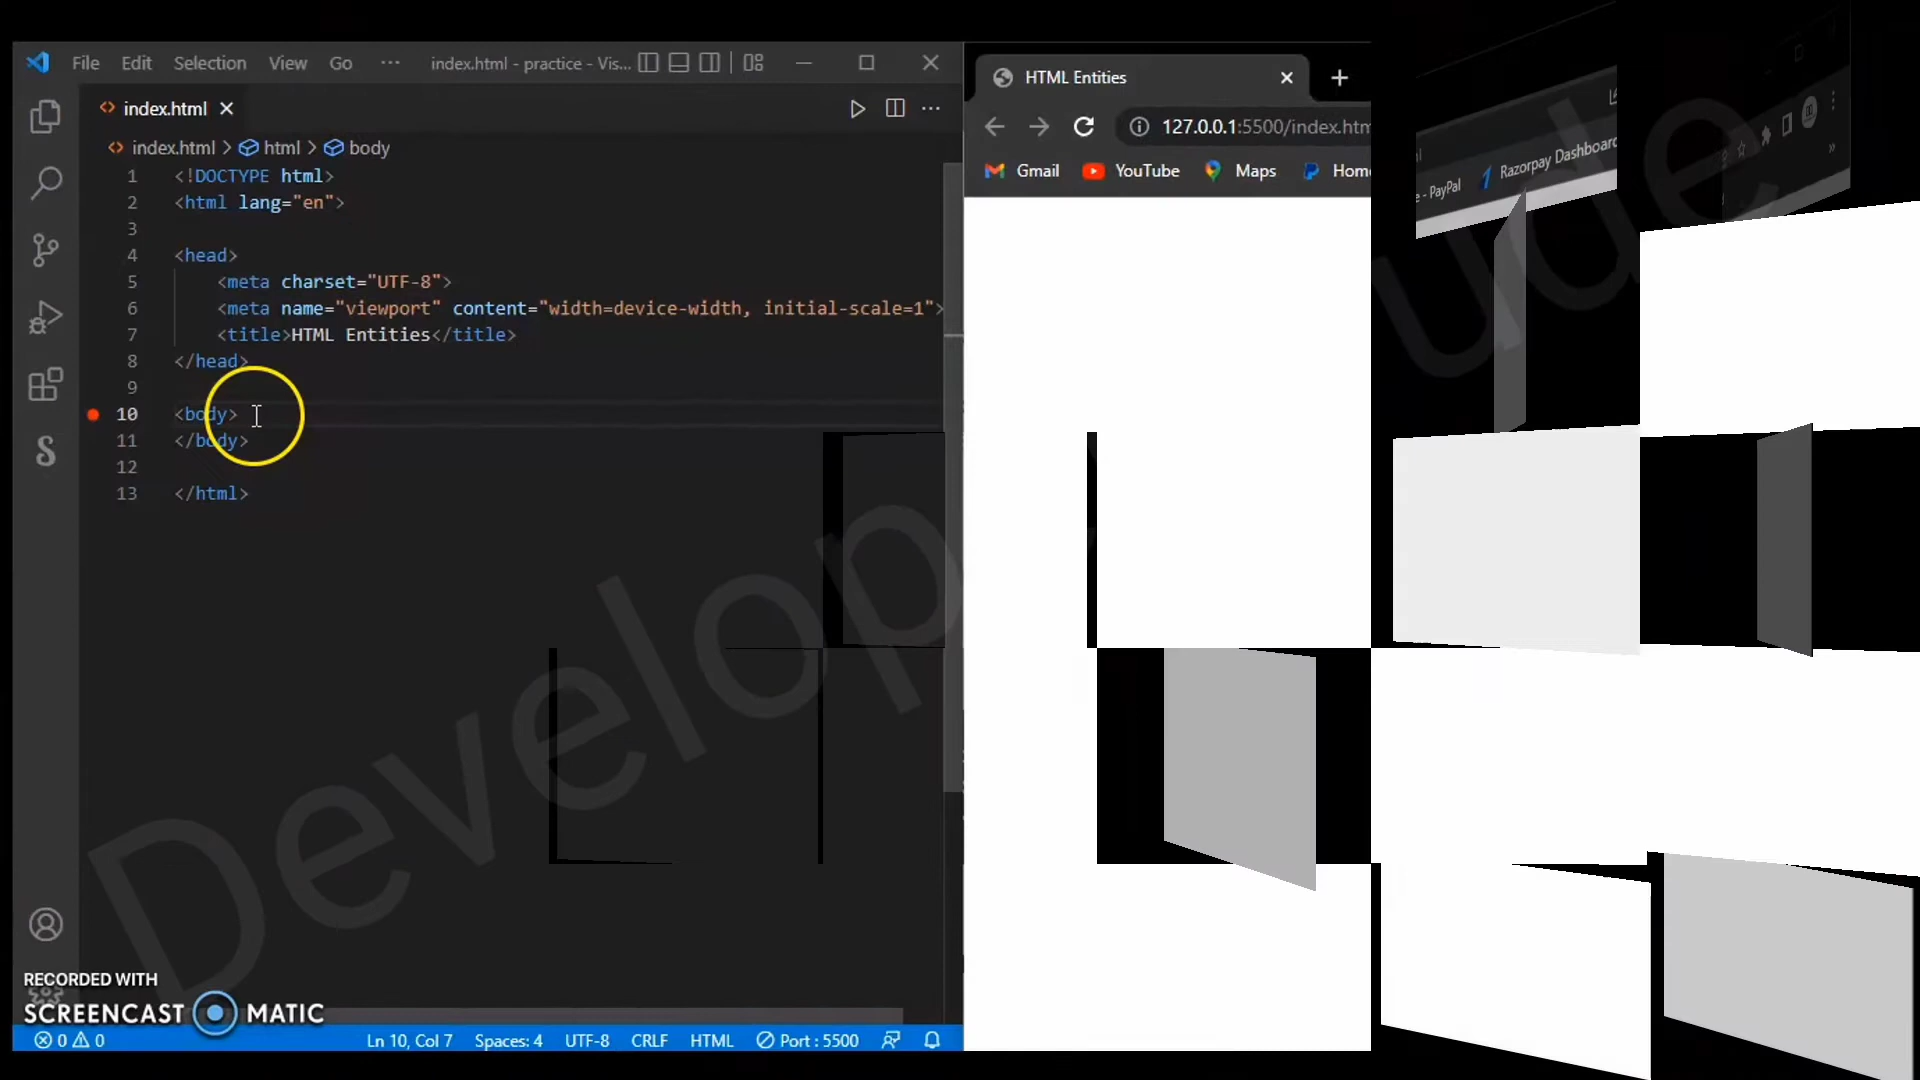 File Edit Selection View Go ··· index.html - practice - Vis...
index.html
index.html > html > body
1 <!DOCTYPE html>
2 <html lang="en">
3
4 <head>
5 <meta charset="UTF-8">
6 <meta name="viewport" content="width=device-width, initial-scale=1">
7 <title>HTML Entities</title>
8 </head>
9
10 <body>
11 </body>
12
13 </html>
RECORDED WITH
SCREENCAST MATIC
0 0 Ln 10, Col 7 Spaces: 4 UTF-8 CRLF HTML Port : 5500
HTML Entities
127.0.0.1:5500/index.htm
Gmail YouTube Maps Home
- PayPal Razorpay Dashboard
Develop
ude